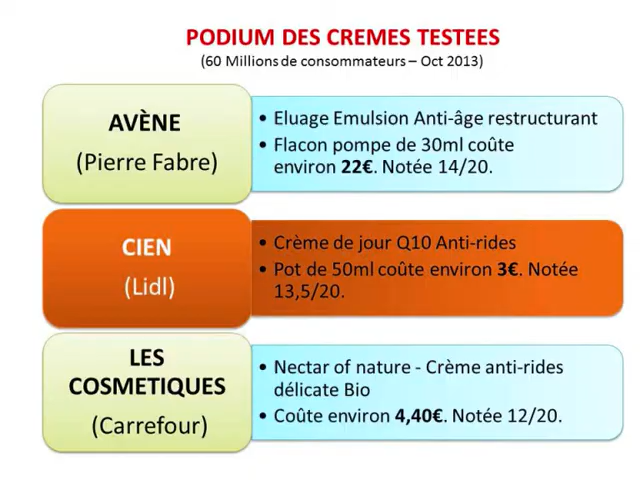 PODIUM DES CREMES TESTEES
(60 Millions de consommateurs – Oct 2013)
AVÈNE
(Pierre Fabre)
• Eluage Emulsion Anti-âge restructurant
• Flacon pompe de 30ml coûte
environ 22€. Notée 14/20.
CIEN
(Lidl)
• Crème de jour Q10 Anti-rides
• Pot de 50ml coûte environ 3€. Notée
13,5/20.
LES
COSMETIQUES
(Carrefour)
• Nectar of nature - Crème anti-rides
délicate Bio
• Coûte environ 4,40€. Notée 12/20.